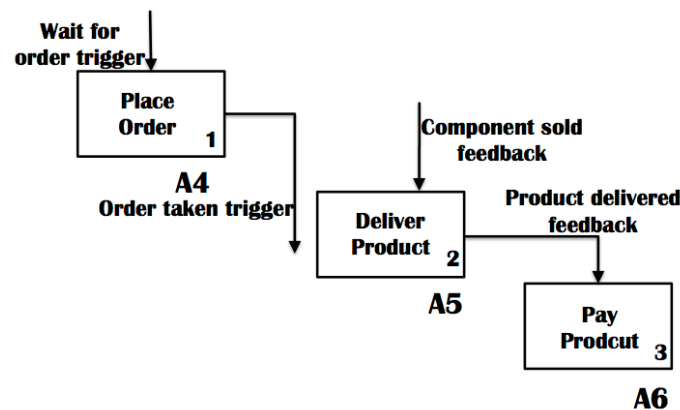 Wait for
order trigger
Place
Order
1
A4
Order taken trigger
Component sold
feedback
Deliver
Product
2
A5
Product delivered
feedback
Pay
Prodcut
3
A6